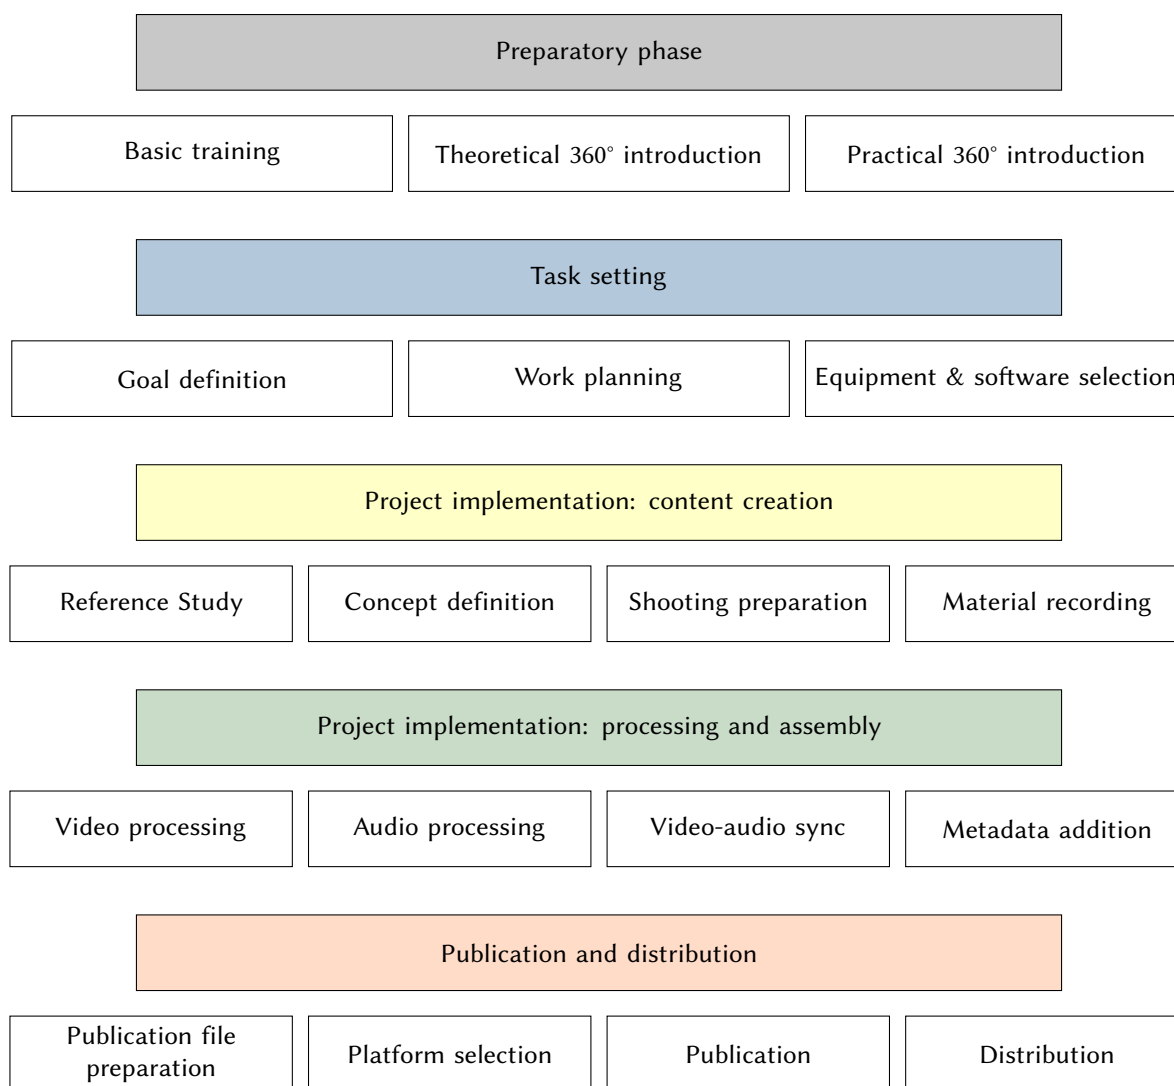 Preparatory phase
Basic training
Theoretical 360° introduction
Practical 360° introduction
Task setting
Goal definition
Work planning
Equipment & software selection
Project implementation: content creation
Reference Study
Concept definition
Shooting preparation
Material recording
Project implementation: processing and assembly
Video processing
Audio processing
Video-audio sync
Metadata addition
Publication and distribution
Publication file
preparation
Platform selection
Publication
Distribution